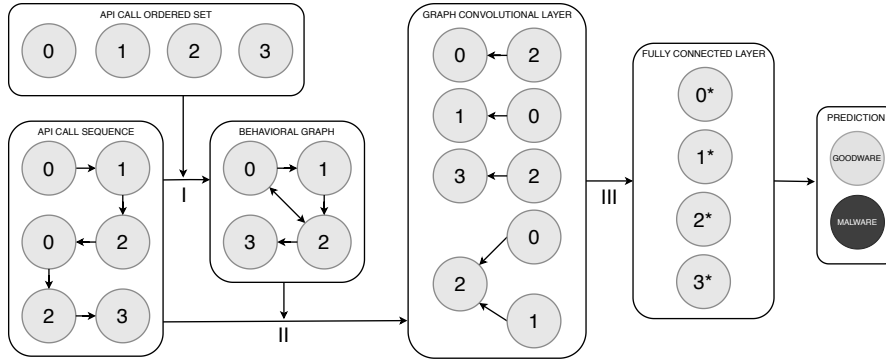 API CALL ORDERED SET
0 1 2 3
API CALL SEQUENCE
0 1
0 2
2 3
I
BEHAVIORAL GRAPH
0 1
3 2
II
GRAPH CONVOLUTIONAL LAYER
0 2
1 0
3 2
0
2
1
III
FULLY CONNECTED LAYER
0*
1*
2*
3*
PREDICTION
GOODWARE
MALWARE